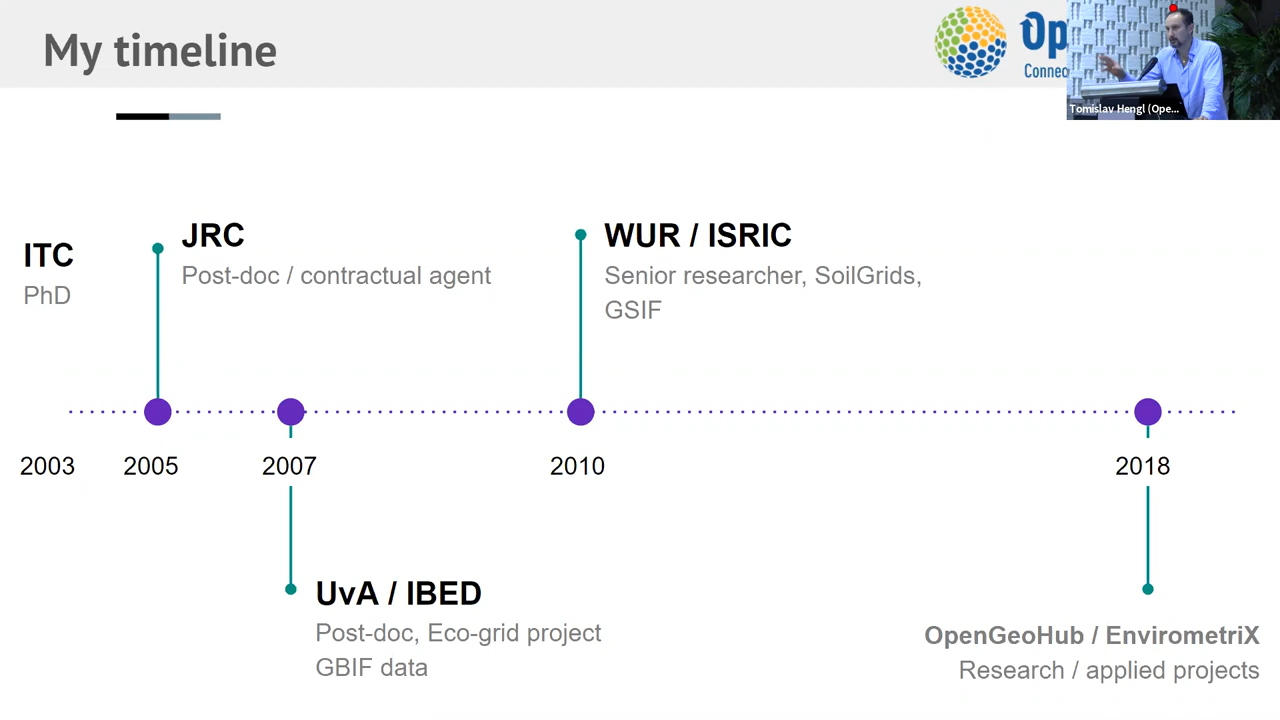 My timeline
Op
Connec
Tomislav Hengl (Ope...
ITC
PhD
JRC
Post-doc / contractual agent
WUR / ISRIC
Senior researcher, SoilGrids,
GSIF
2003
2005
2007
2010
2018
UvA / IBED
Post-doc, Eco-grid project
GBIF data
OpenGeoHub / EnvirometriX
Research / applied projects